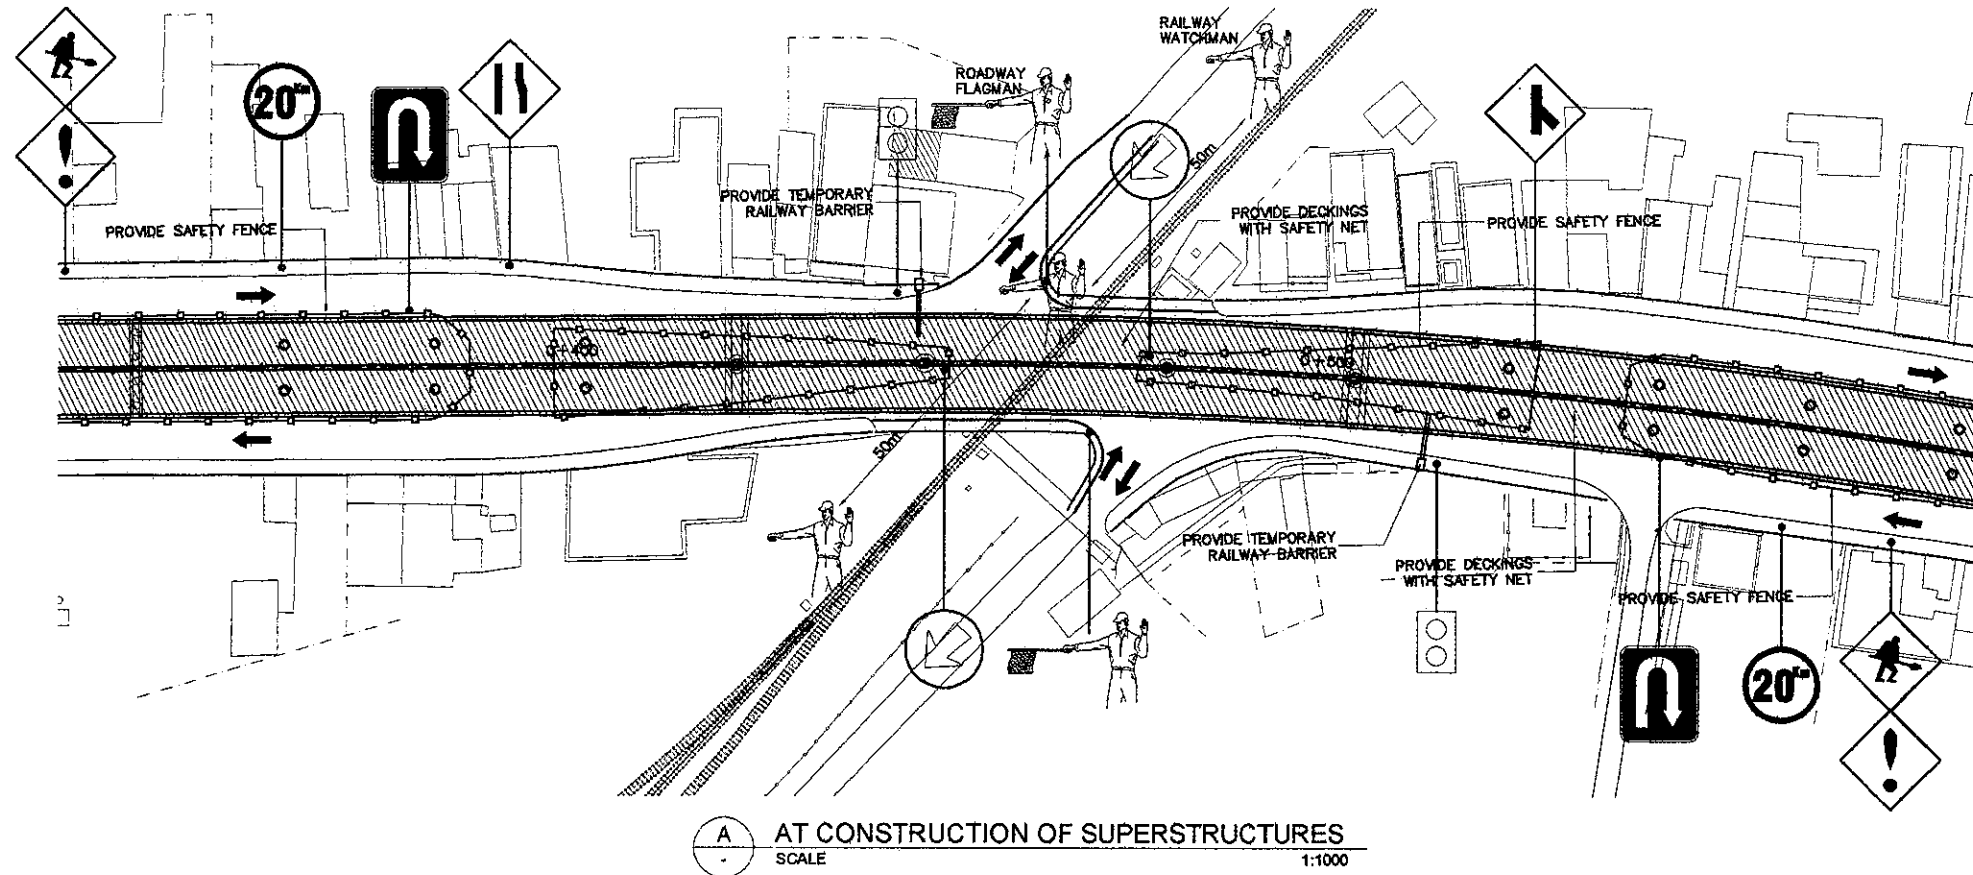 RAILWAY
WATCHMAN
ROADWAY
FLAGMAN
20Km
!
50m
PROVIDE TEMPORARY
RAILWAY BARRIER
PROVIDE SAFETY FENCE
PROVIDE DECKINGS
WITH SAFETY NET
PROVIDE SAFETY FENCE
50m
PROVIDE TEMPORARY
RAILWAY BARRIER
PROVIDE DECKINGS
WITH SAFETY NET
PROVIDE SAFETY FENCE
20Km
!
A
-
AT CONSTRUCTION OF SUPERSTRUCTURES
SCALE 1:1000